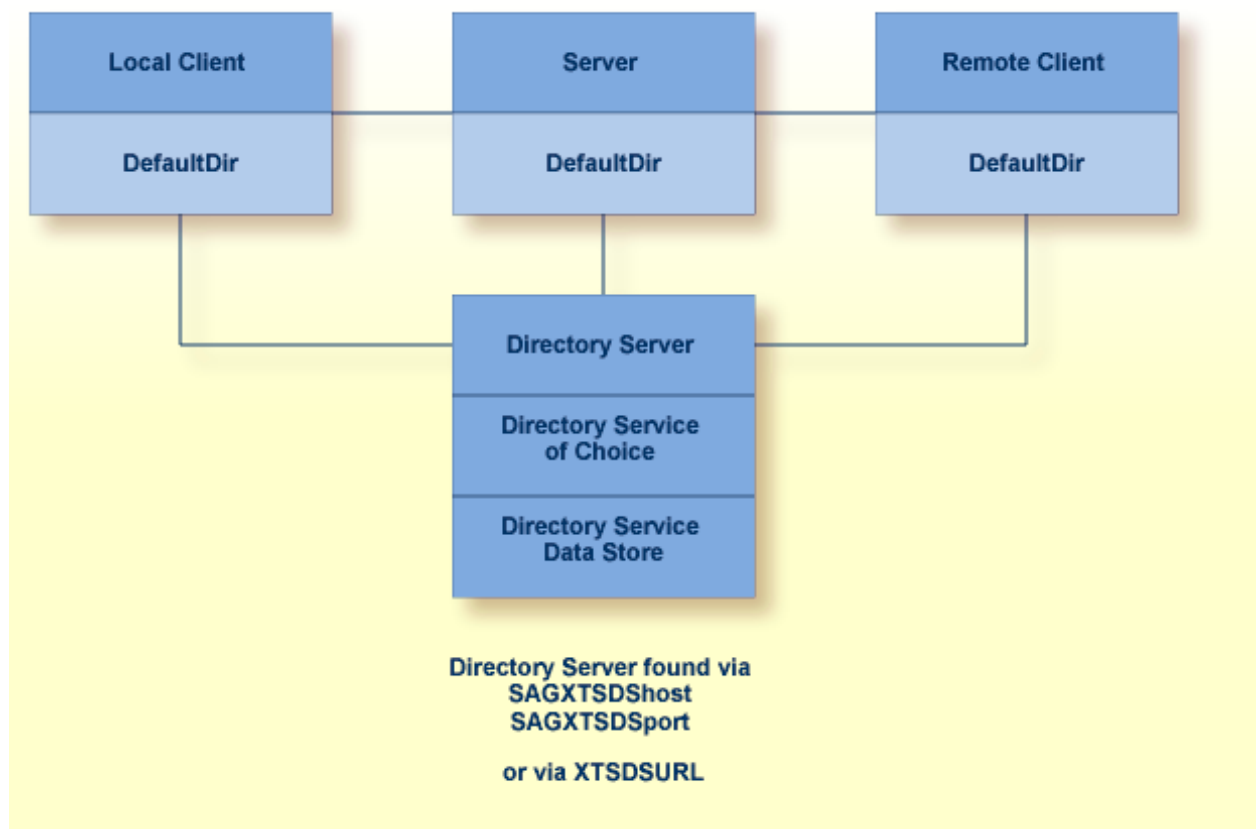 Local Client
Server
Remote Client
DefaultDir
DefaultDir
DefaultDir
Directory Server
Directory Service
of Choice
Directory Service
Data Store
Directory Server found via
SAGXTSDShost
SAGXTSDSport
or via XTSDSURL